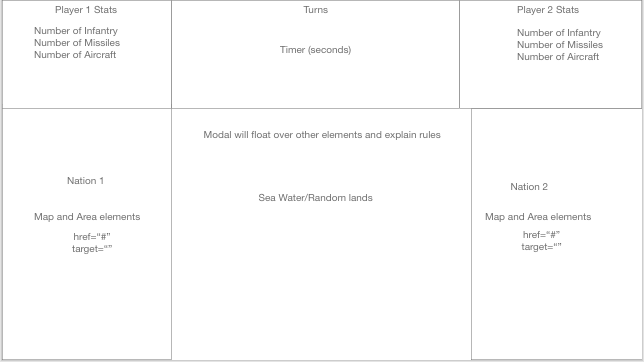 Player 1 Stats
Number of Infantry
Number of Missiles
Number of Aircraft
Turns
Timer (seconds)
Player 2 Stats
Number of Infantry
Number of Missiles
Number of Aircraft
Nation 1
Map and Area elements
href=“#”
target=“”
Modal will float over other elements and explain rules
Sea Water/Random lands
Nation 2
Map and Area elements
href=“#”
target=“”